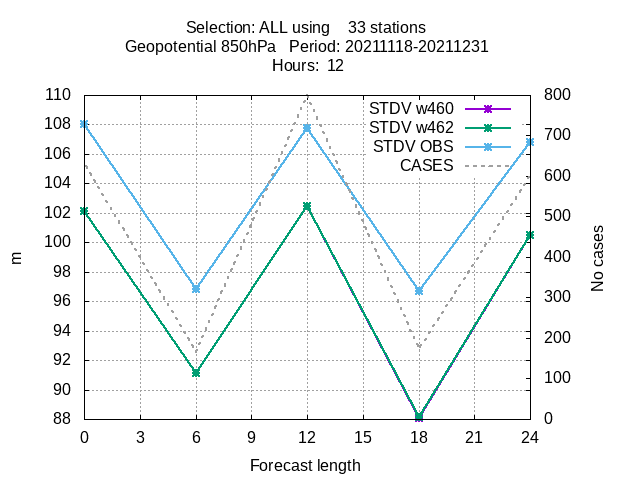 Selection: ALL using    33 stations
Geopotential 850hPa   Period: 20211118-20211231
Hours:  12
110
108
106
104
102
100
98
96
94
92
90
88
m
STDV w460
STDV w462
STDV OBS
CASES
800
700
600
500
400
300
200
100
0
No cases
0 3 6 9 12 15 18 21 24
Forecast length